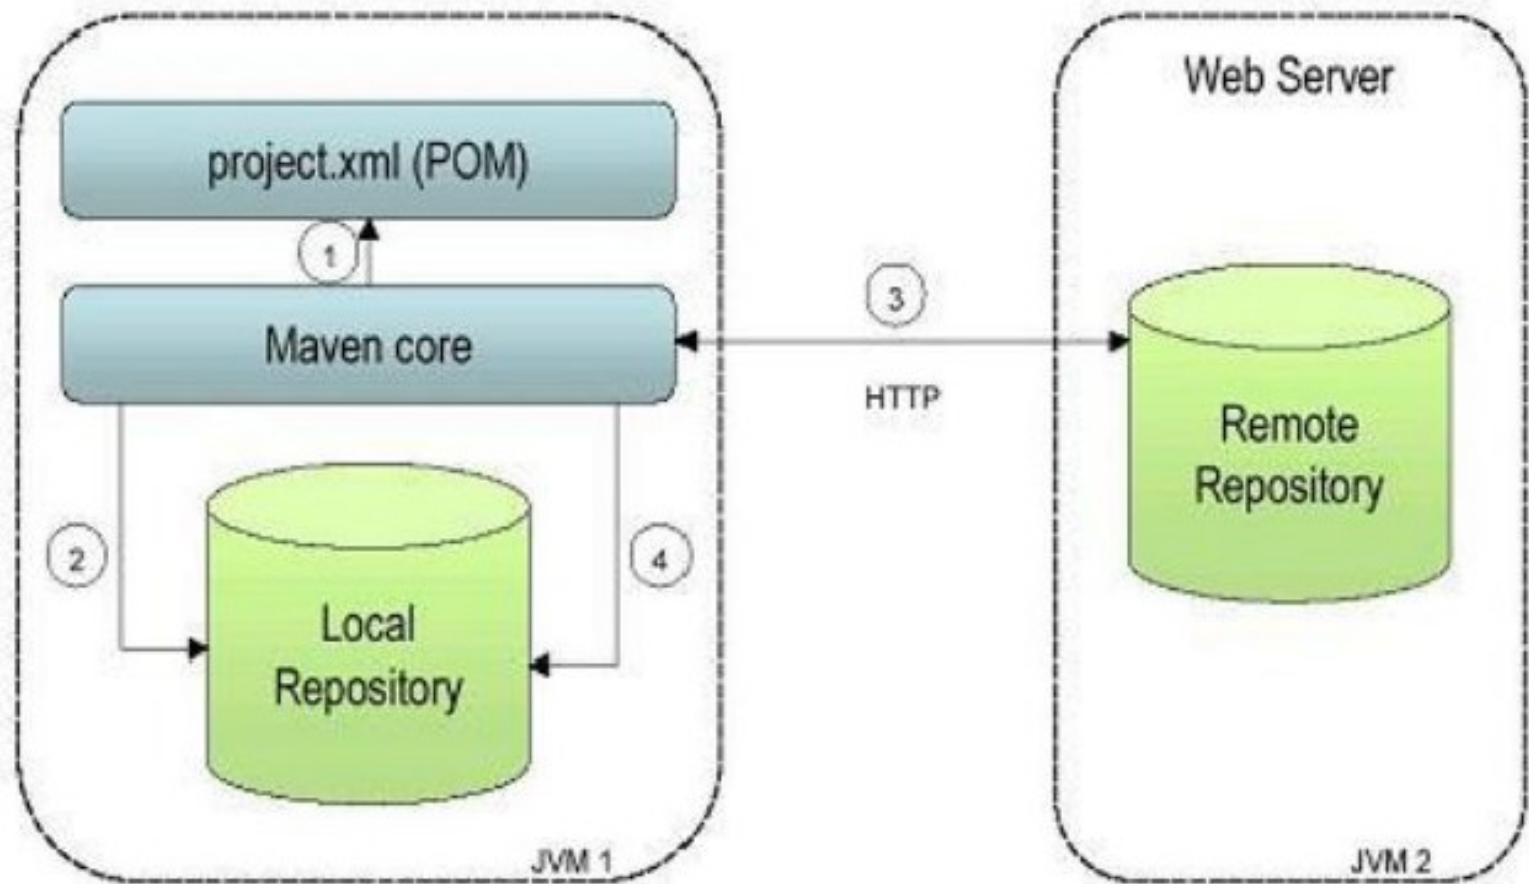 Web Server
project.xml (POM)
1
Maven core
3
HTTP
Remote
Repository
2
4
Local
Repository
JVM 1
JVM 2